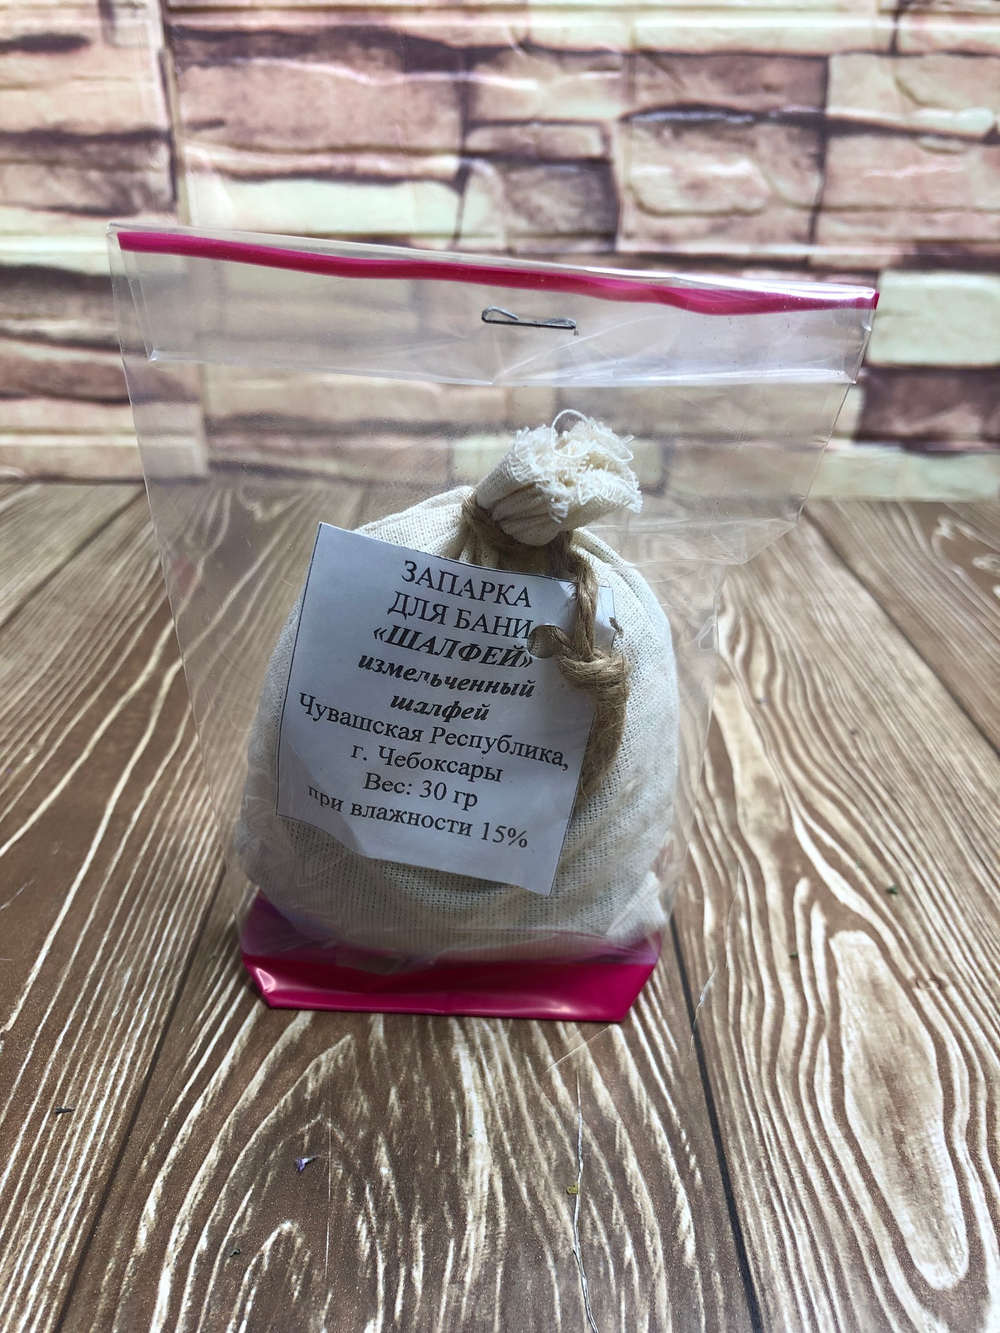 ЗАПАРКА
ДЛЯ БАНИ
«ШАЛФЕЙ»
измельченный
шалфей
Чувашская Республика,
г. Чебоксары
Вес: 30 гр
при влажности 15%